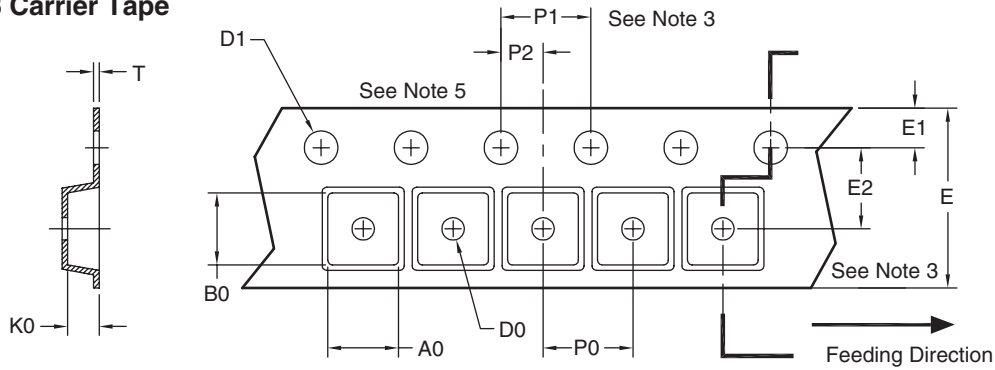 Carrier Tape
P1
See Note 3
D1
P2
T
See Note 5
E1
E2
E
B0
See Note 3
K0
D0
A0
P0
Feeding Direction